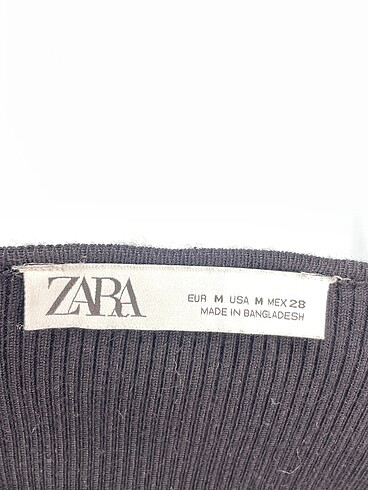 ZARA
EUR M USA M MEX 28
MADE IN BANGLADESH